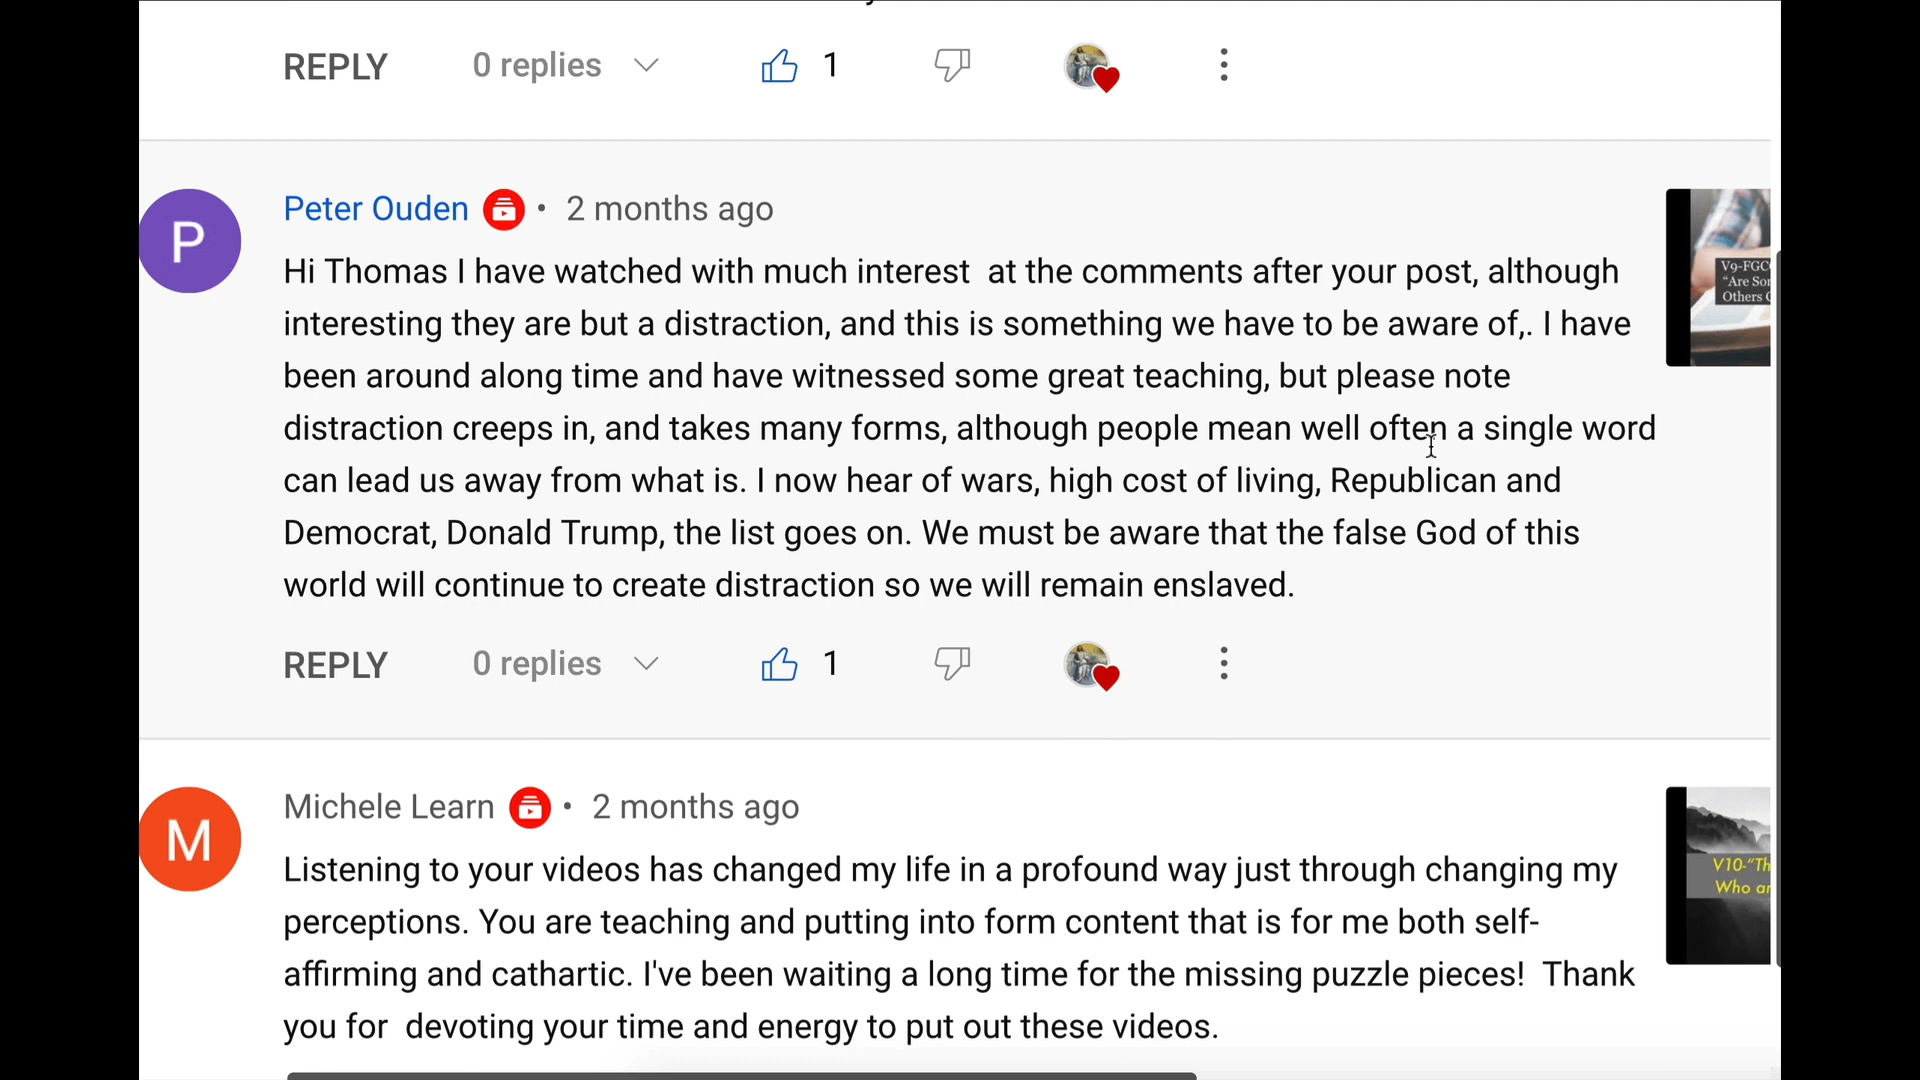 REPLY 0 replies 1
P
Peter Ouden • 2 months ago
Hi Thomas I have watched with much interest  at the comments after your post, although
interesting they are but a distraction, and this is something we have to be aware of,. I have
been around along time and have witnessed some great teaching, but please note
distraction creeps in, and takes many forms, although people mean well often a single word
can lead us away from what is. I now hear of wars, high cost of living, Republican and
Democrat, Donald Trump, the list goes on. We must be aware that the false God of this
world will continue to create distraction so we will remain enslaved.
V9-FGC
"Are So
Others
REPLY 0 replies 1
M
Michele Learn • 2 months ago
Listening to your videos has changed my life in a profound way just through changing my
perceptions. You are teaching and putting into form content that is for me both self-
affirming and cathartic. I've been waiting a long time for the missing puzzle pieces!  Thank
you for  devoting your time and energy to put out these videos.
V10-"Th
Who ar